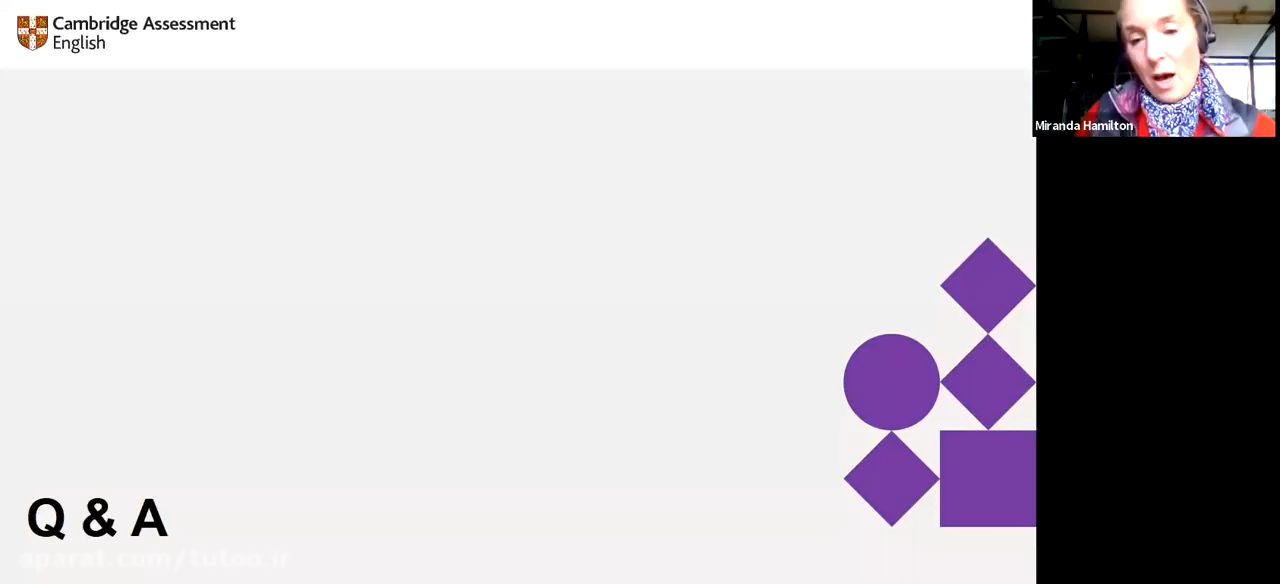 Cambridge Assessment
English
Miranda Hamilton
Q & A
aparat.com/tutoo.ir